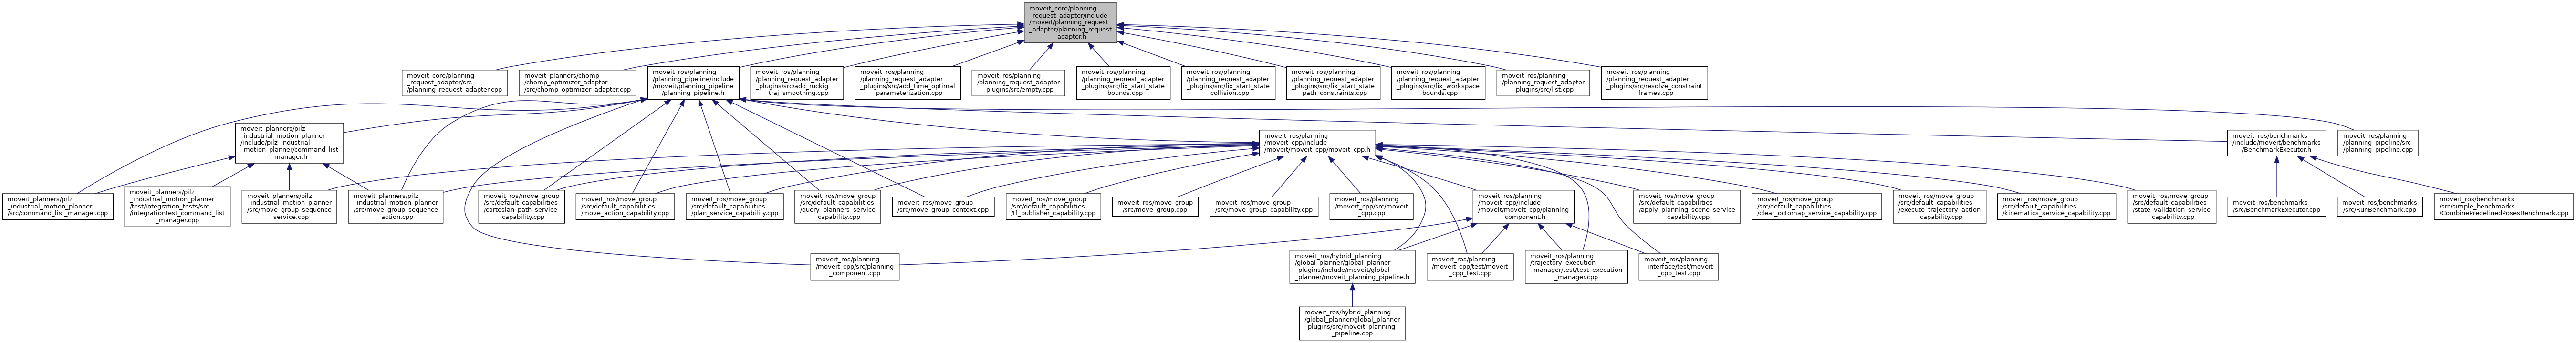 moveit_core/planning
_request_adapter/include
/moveit/planning_request
_adapter/planning_request
_adapter.h
moveit_core/planning
_request_adapter/src
/planning_request_adapter.cpp
moveit_planners/chomp
/chomp_optimizer_adapter
/src/chomp_optimizer_adapter.cpp
moveit_ros/planning
/planning_pipeline/include
/moveit/planning_pipeline
/planning_pipeline.h
moveit_ros/planning
/planning_request_adapter
_plugins/src/add_ruckig
_traj_smoothing.cpp
moveit_ros/planning
/planning_request_adapter
_plugins/src/add_time_optimal
_parameterization.cpp
moveit_ros/planning
/planning_request_adapter
_plugins/src/empty.cpp
moveit_ros/planning
/planning_request_adapter
_plugins/src/fix_start_state
_bounds.cpp
moveit_ros/planning
/planning_request_adapter
_plugins/src/fix_start_state
_collision.cpp
moveit_ros/planning
/planning_request_adapter
_plugins/src/fix_start_state
_path_constraints.cpp
moveit_ros/planning
/planning_request_adapter
_plugins/src/fix_workspace
_bounds.cpp
moveit_ros/planning
/planning_request_adapter
_plugins/src/list.cpp
moveit_ros/planning
/planning_request_adapter
_plugins/src/resolve_constraint
_frames.cpp
moveit_planners/pilz
_industrial_motion_planner
/include/pilz_industrial
_motion_planner/command_list
_manager.h
moveit_ros/planning
/moveit_cpp/include
/moveit/moveit_cpp/moveit_cpp.h
moveit_ros/benchmarks
/include/moveit/benchmarks
/BenchmarkExecutor.h
moveit_ros/planning
/planning_pipeline/src
/planning_pipeline.cpp
moveit_planners/pilz
_industrial_motion_planner
/src/command_list_manager.cpp
moveit_planners/pilz
_industrial_motion_planner
/test/integration_tests/src
/integrationtest_command_list
_manager.cpp
moveit_planners/pilz
_industrial_motion_planner
/src/move_group_sequence
_service.cpp
moveit_planners/pilz
_industrial_motion_planner
/src/move_group_sequence
_action.cpp
moveit_ros/move_group
/src/default_capabilities
/cartesian_path_service
_capability.cpp
moveit_ros/move_group
/src/default_capabilities
/move_action_capability.cpp
moveit_ros/move_group
/src/default_capabilities
/plan_service_capability.cpp
moveit_ros/move_group
/src/default_capabilities
/query_planners_service
_capability.cpp
moveit_ros/move_group
/src/move_group_context.cpp
moveit_ros/move_group
/src/default_capabilities
/tf_publisher_capability.cpp
moveit_ros/move_group
/src/move_group.cpp
moveit_ros/move_group
/src/move_group_capability.cpp
moveit_ros/planning
/moveit_cpp/src/moveit
_cpp.cpp
moveit_ros/planning
/moveit_cpp/include
/moveit/moveit_cpp/planning
_component.h
moveit_ros/move_group
/src/default_capabilities
/apply_planning_scene_service
_capability.cpp
moveit_ros/move_group
/src/default_capabilities
/clear_octomap_service_capability.cpp
moveit_ros/move_group
/src/default_capabilities
/execute_trajectory_action
_capability.cpp
moveit_ros/move_group
/src/default_capabilities
/kinematics_service_capability.cpp
moveit_ros/move_group
/src/default_capabilities
/state_validation_service
_capability.cpp
moveit_ros/benchmarks
/src/BenchmarkExecutor.cpp
moveit_ros/benchmarks
/src/RunBenchmark.cpp
moveit_ros/benchmarks
/src/simple_benchmarks
/CombinePredefinedPosesBenchmark.cpp
moveit_ros/planning
/moveit_cpp/src/planning
_component.cpp
moveit_ros/hybrid_planning
/global_planner/global_planner
_plugins/include/moveit/global
_planner/moveit_planning_pipeline.h
moveit_ros/planning
/moveit_cpp/test/moveit
_cpp_test.cpp
moveit_ros/planning
/trajectory_execution
_manager/test/test_execution
_manager.cpp
moveit_ros/planning
_interface/test/moveit
_cpp_test.cpp
moveit_ros/hybrid_planning
/global_planner/global_planner
_plugins/src/moveit_planning
_pipeline.cpp